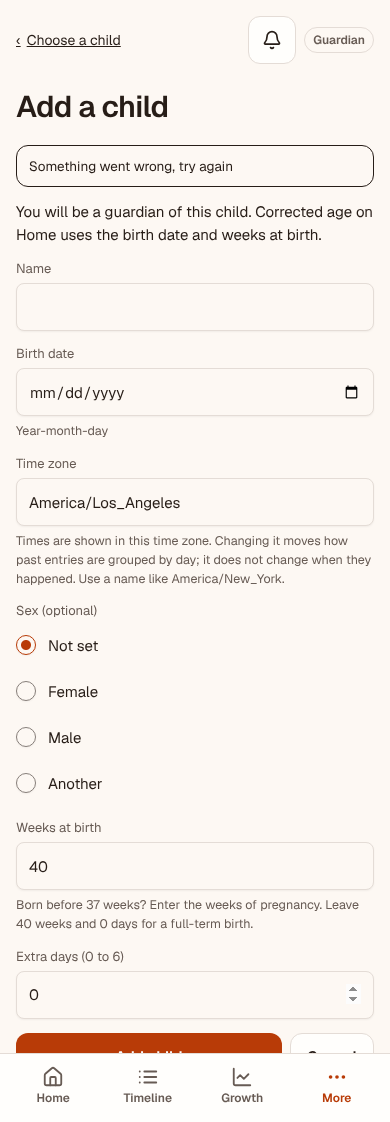 ‹ Choose a child
Guardian
Add a child
Something went wrong, try again
You will be a guardian of this child. Corrected age on
Home uses the birth date and weeks at birth.
Name
Birth date
mm/dd/yyyy
Year-month-day
Time zone
America/Los_Angeles
Times are shown in this time zone. Changing it moves how
past entries are grouped by day; it does not change when they
happened. Use a name like America/New_York.
Sex (optional)
Not set
Female
Male
Another
Weeks at birth
40
Born before 37 weeks? Enter the weeks of pregnancy. Leave
40 weeks and 0 days for a full-term birth.
Extra days (0 to 6)
0
Home
Timeline
Growth
More